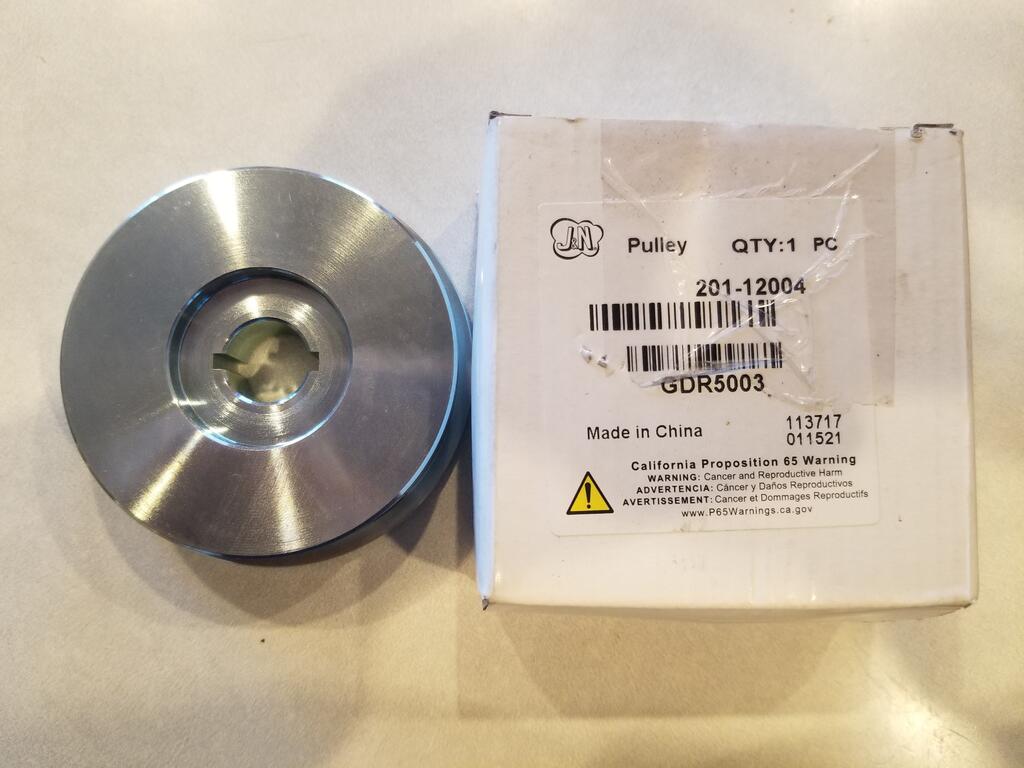 J&N Pulley QTY:1 PC
201-12004
GDR5003
Made in China 113717
011521
California Proposition 65 Warning
WARNING: Cancer and Reproductive Harm
ADVERTENCIA: Cáncer y Daños Reproductivos
AVERTISSEMENT: Cancer et Dommages Reproductifs
www.P65Warnings.ca.gov